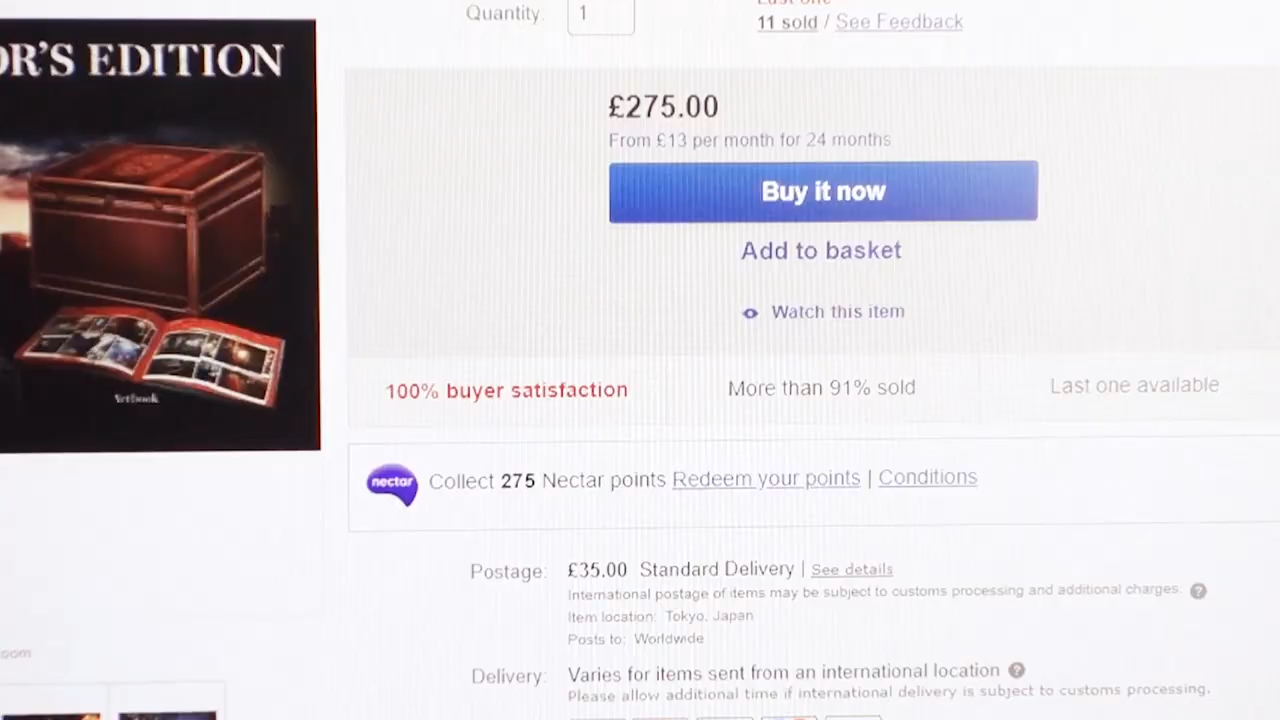 Quantity: 1
Last one
11 sold / See Feedback
OR'S EDITION
£275.00
From £13 per month for 24 months
Buy it now
Add to basket
Watch this item
100% buyer satisfaction
More than 91% sold
Last one available
Artbook
nectar Collect 275 Nectar points Redeem your points | Conditions
Postage: £35.00 Standard Delivery | See details
International postage of items may be subject to customs processing and additional charges. ?
Item location: Tokyo, Japan
Posts to: Worldwide
.com
Delivery: Varies for items sent from an international location ?
Please allow additional time if international delivery is subject to customs processing.